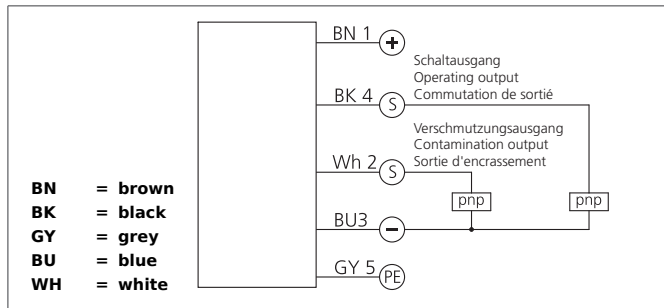 BN 1
+
Schaltausgang
Operating output
Commutation de sortié
BK 4
S
Verschmutzungsausgang
Contamination output
Sortie d'encrassement
Wh 2
S
pnp
pnp
BU3
−
GY 5
PE
BN = brown
BK = black
GY = grey
BU = blue
WH = white